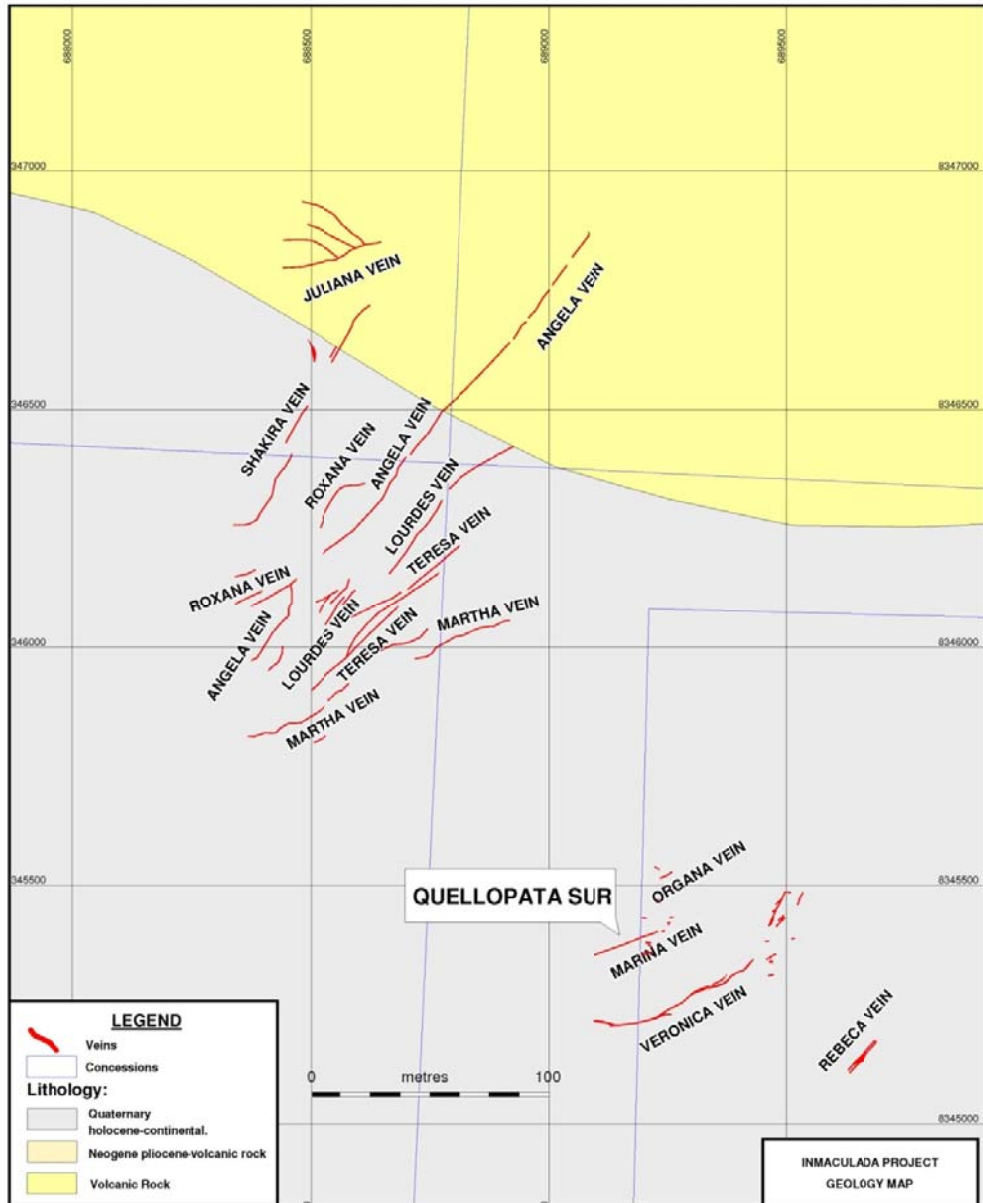 688000
688500
689000
689500
347000
8347000
JULIANA VEIN
ANGELA VEIN
346500
8346500
SHAKIRA VEIN
ROXANA VEIN
ANGELA VEIN
LOURDES VEIN
TERESA VEIN
ROXANA VEIN
MARTHA VEIN
ANGELA VEIN
LOURDES VEIN
TERESA VEIN
346000
8346000
MARTHA VEIN
345500
8345500
QUELLOPATA SUR
ORGANA VEIN
MARINA VEIN
VERONICA VEIN
REBECA VEIN
LEGEND
Veins
Concessions
Lithology:
Quaternary
holocene-continental.
Neogene pliocene-volcanic rock
Volcanic Rock
0 metres 100
8345000
INMACULADA PROJECT
GEOLOGY MAP